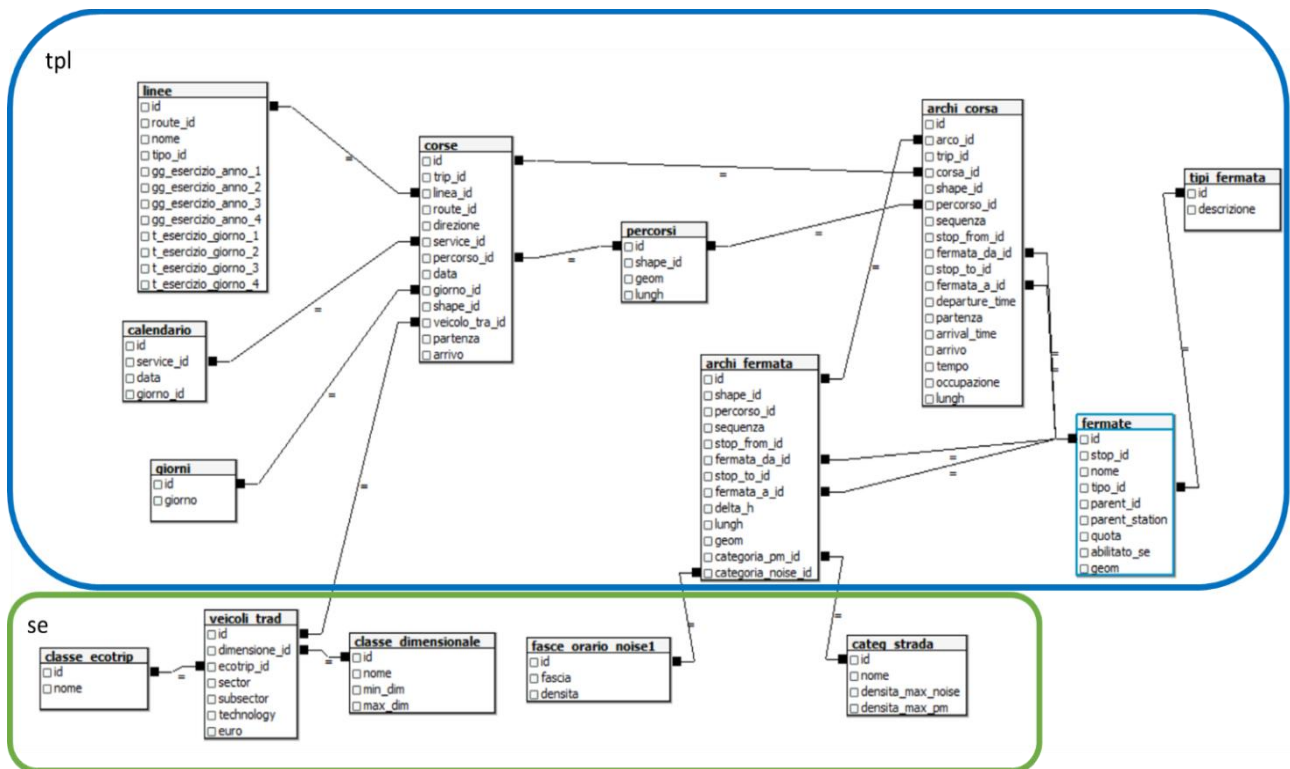 tpl
linee
id
route_id
nome
tipo_id
gg_esercizio_anno_1
gg_esercizio_anno_2
gg_esercizio_anno_3
gg_esercizio_anno_4
t_esercizio_giorno_1
t_esercizio_giorno_2
t_esercizio_giorno_3
t_esercizio_giorno_4
calendario
id
service_id
data
giorno_id
giorni
id
giorno
corse
id
trip_id
linea_id
route_id
direzione
service_id
percorso_id
data
giorno_id
shape_id
veicolo_tra_id
partenza
arrivo
percorsi
id
shape_id
geom
lungh
archi_fermata
id
shape_id
percorso_id
sequenza
stop_from_id
fermata_da_id
stop_to_id
fermata_a_id
delta_h
lungh
geom
categoria_pm_id
categoria_noise_id
archi_corsa
id
arco_id
trip_id
corsa_id
shape_id
percorso_id
sequenza
stop_from_id
fermata_da_id
stop_to_id
fermata_a_id
departure_time
partenza
arrival_time
arrivo
tempo
occupazione
lungh
tipi_fermata
id
descrizione
fermate
id
stop_id
nome
tipo_id
parent_id
parent_station
quota
abilitato_se
geom
=
=
=
=
=
=
=
=
=
=
=
=
=
=
se
classe_ecotrip
id
nome
veicoli_trad
id
dimensione_id
ecotrip_id
sector
subsector
technology
euro
classe_dimensionale
id
nome
min_dim
max_dim
fasce_orario_noise1
id
fascia
densita
categ_strada
id
nome
densita_max_noise
densita_max_pm
=
=